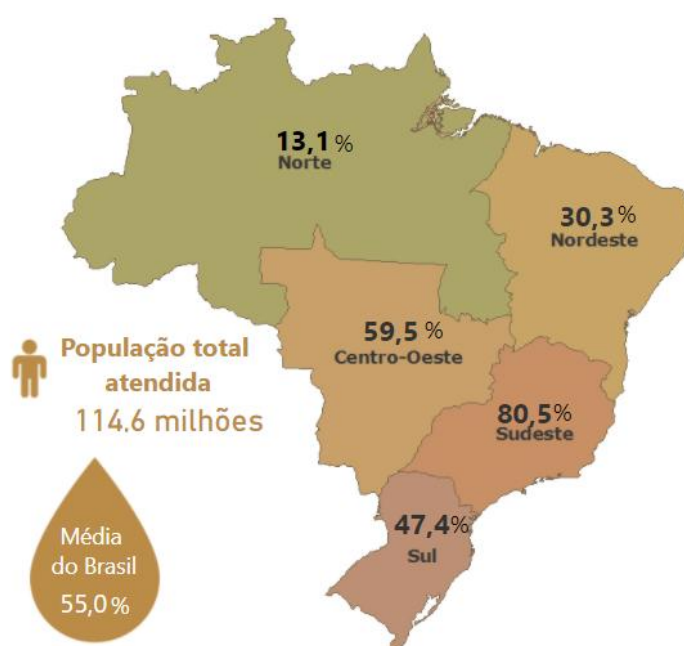 13,1 %
Norte
30,3 %
Nordeste
59,5 %
Centro-Oeste
População total
atendida
114,6 milhões
80,5%
Sudeste
47,4%
Sul
Média
do Brasil
55,0 %